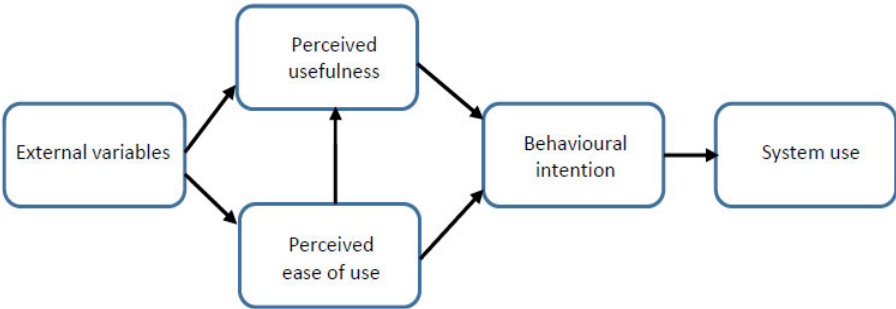 Perceived
usefulness
External variables
Behavioural
intention
System use
Perceived
ease of use